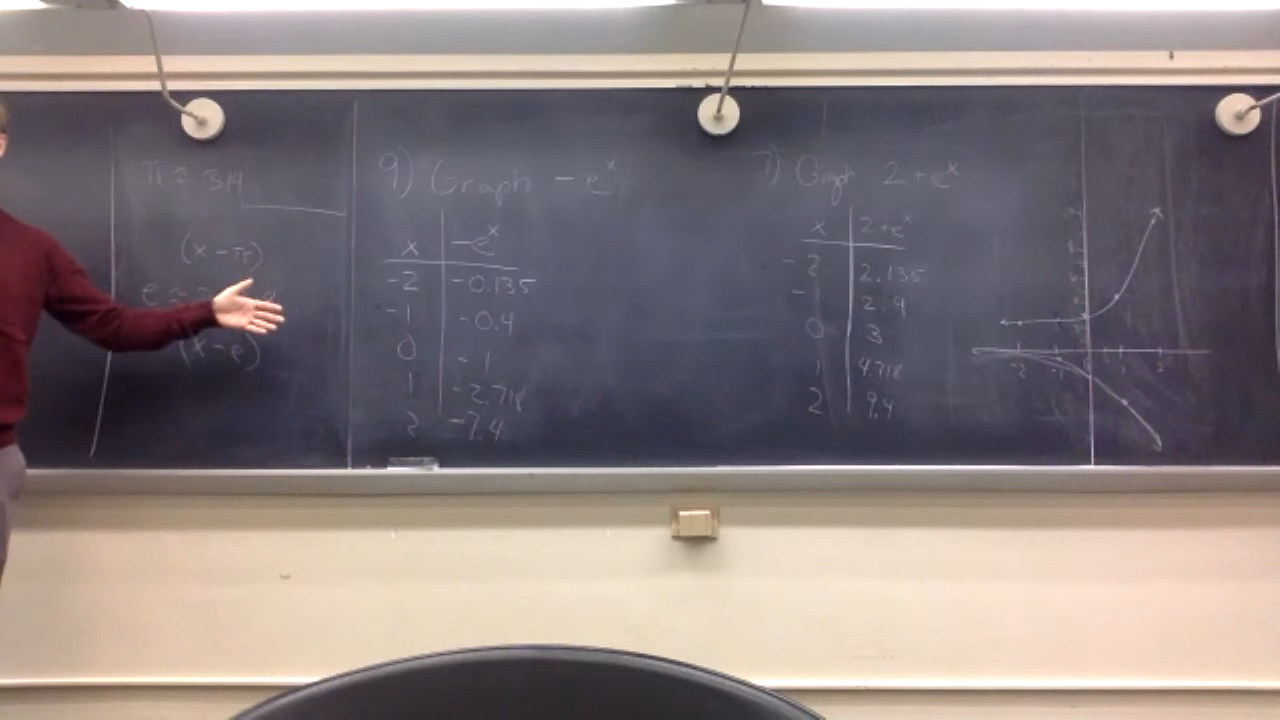 π ≈ 3.14
(x - π)
e ≈
(x - e)
9) Graph - e^x
x | -e^x
-2 | -0.135
-1 | -0.4
0 | -1
1 | -2.718
2 | -7.4
7) Graph 2+e^x
x | 2+e^x
-2 | 2.135
-1 | 2.4
0 | 3
1 | 4.718
2 | 9.4
-2 -1 1 2